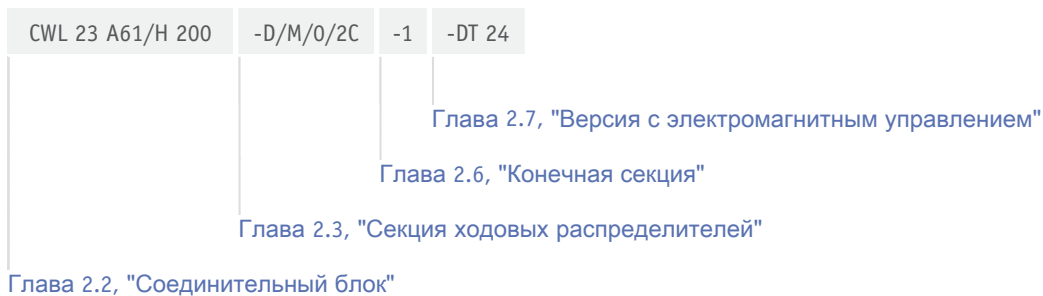 CWL 23 A61/H 200 -D/M/0/2C -1 -DT 24
Глава 2.7, "Версия с электромагнитным управлением"
Глава 2.6, "Конечная секция"
Глава 2.3, "Секция ходовых распределителей"
Глава 2.2, "Соединительный блок"